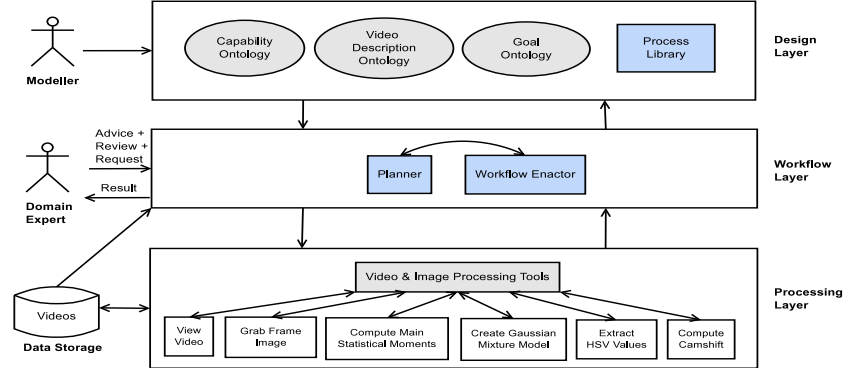 Capability
Ontology
Video
Description
Ontology
Goal
Ontology
Process
Library
Design
Layer
Modeller
Advice +
Review +
Request
Result
Domain
Expert
Planner
Workflow Enactor
Workflow
Layer
Video & Image Processing Tools
Processing
Layer
Videos
Data Storage
View
Video
Grab Frame
Image
Compute Main
Statistical Moments
Create Gaussian
Mixture Model
Extract
HSV Values
Compute
Camshift